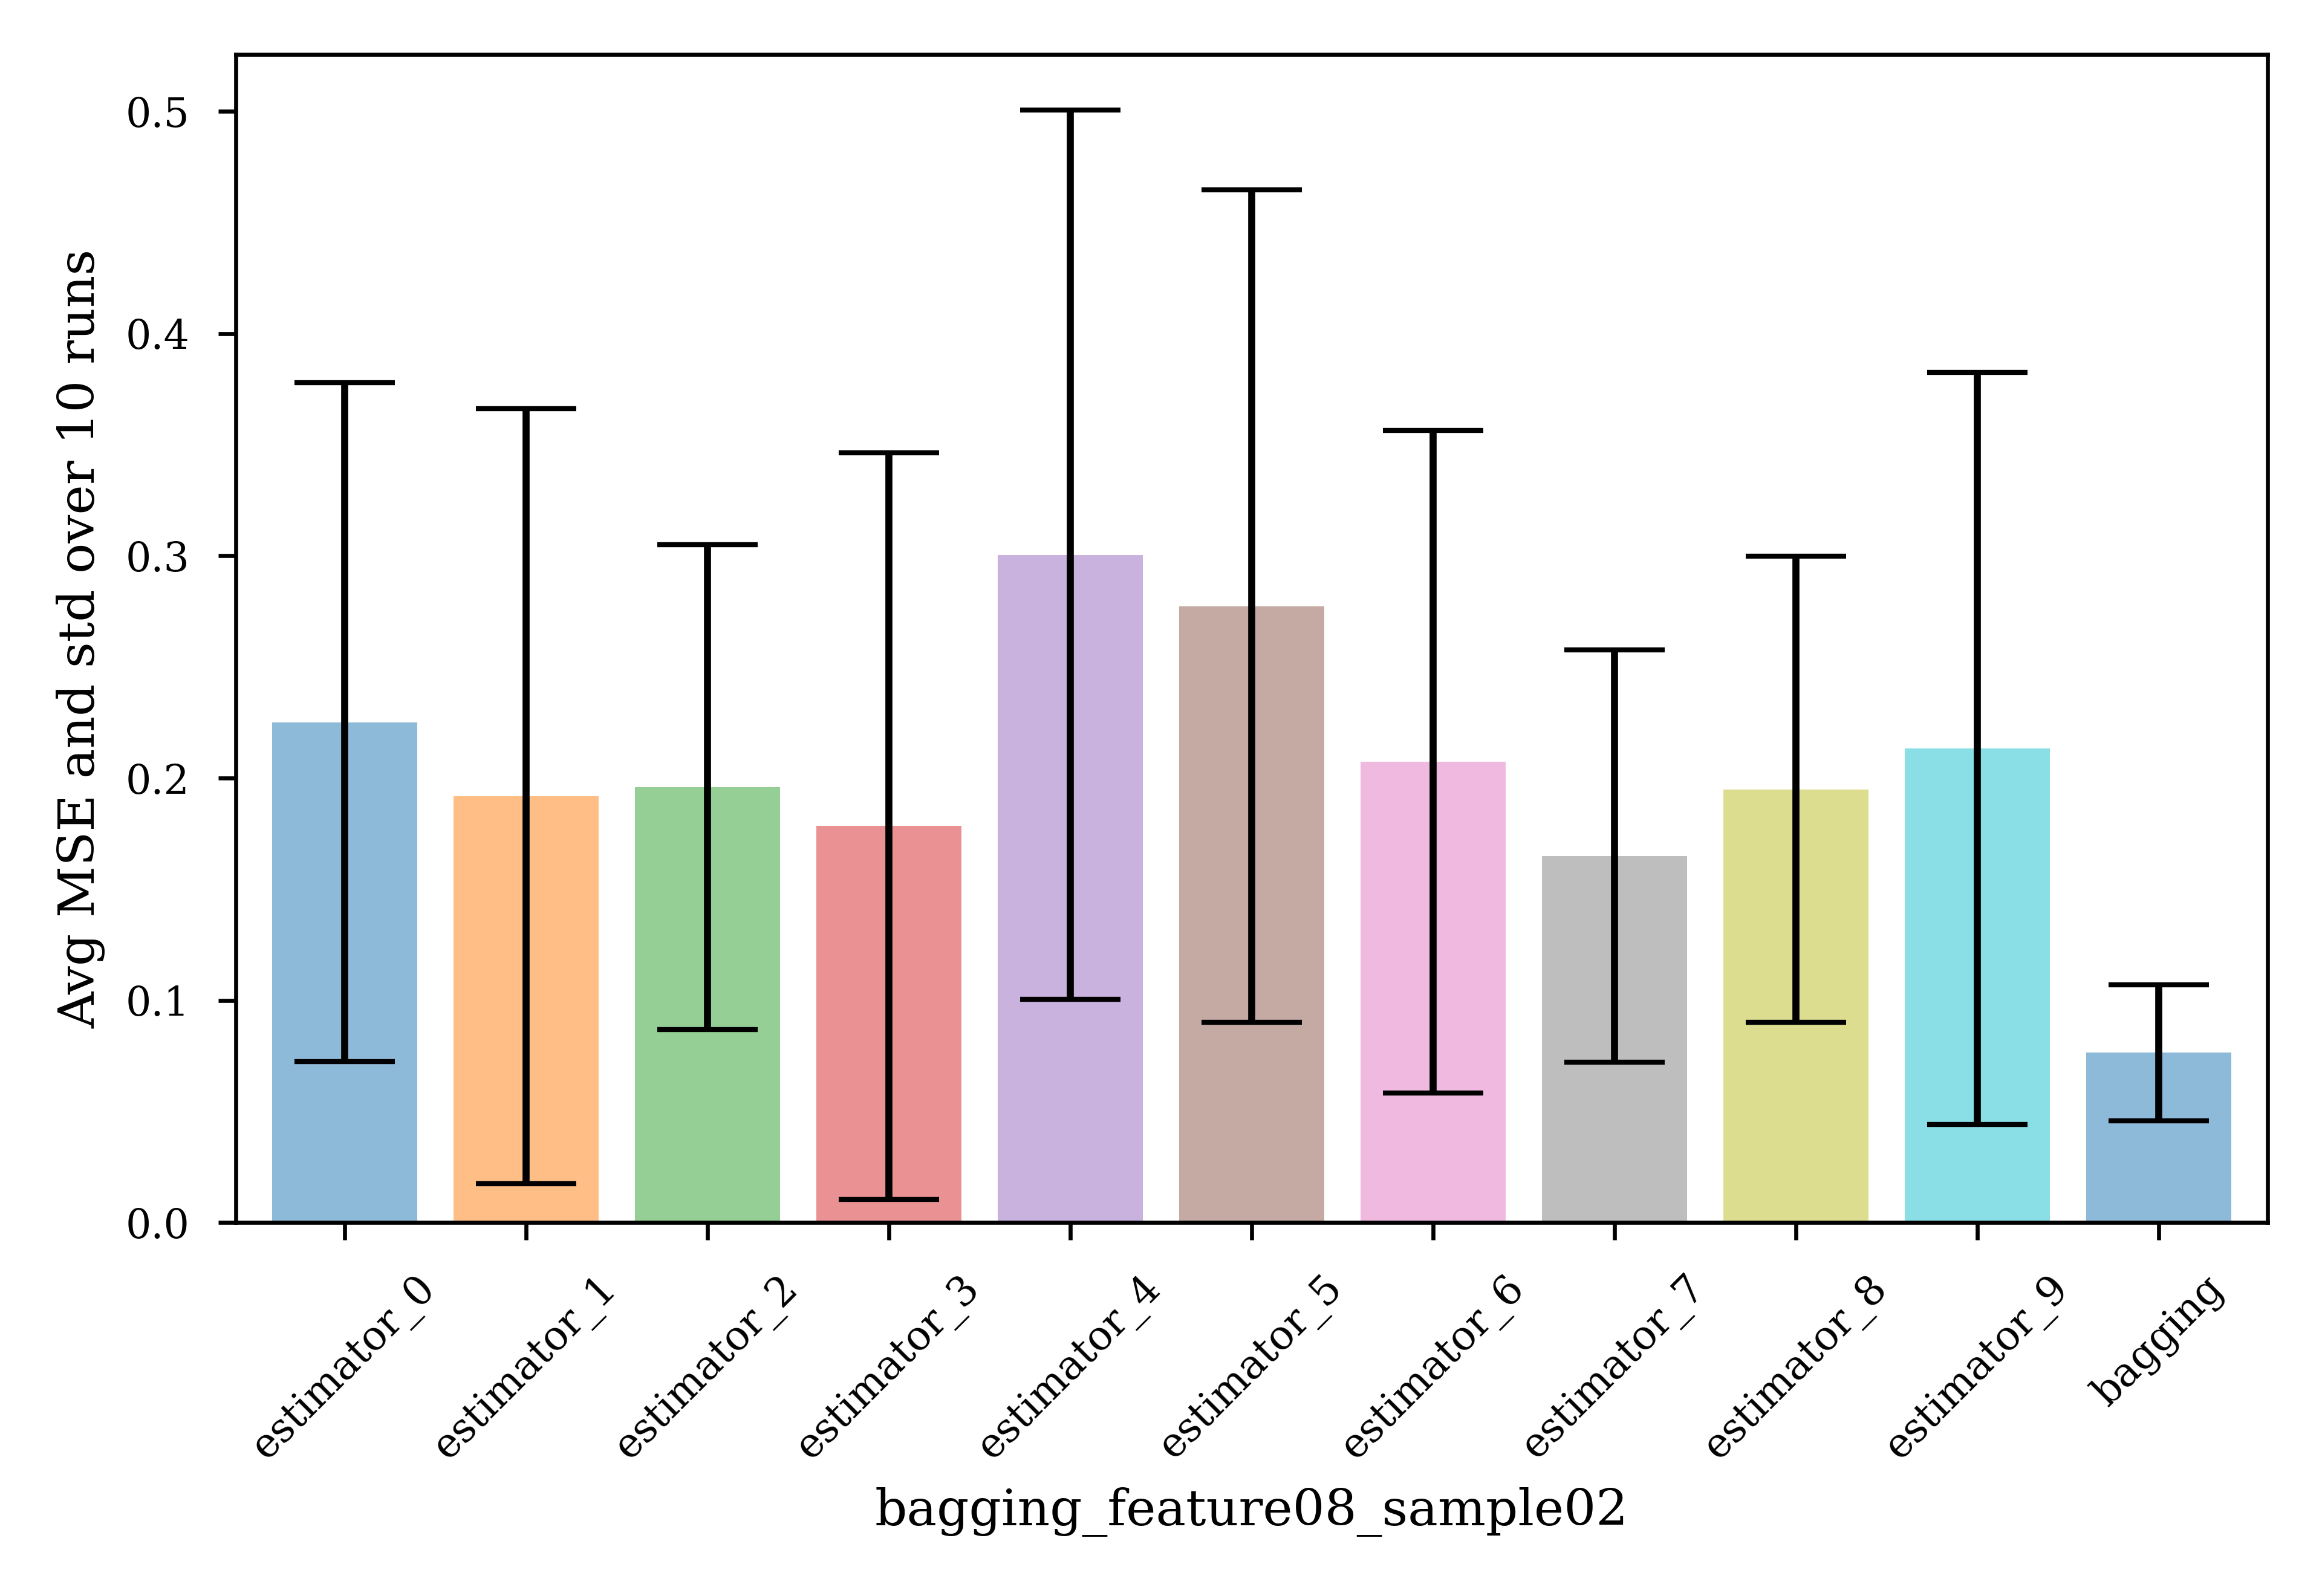 Avg MSE and std over 10 runs
0.5
0.4
0.3
0.2
0.1
0.0
estimator_0
estimator_1
estimator_2
estimator_3
estimator_4
estimator_5
estimator_6
estimator_7
estimator_8
estimator_9
bagging
bagging_feature08_sample02